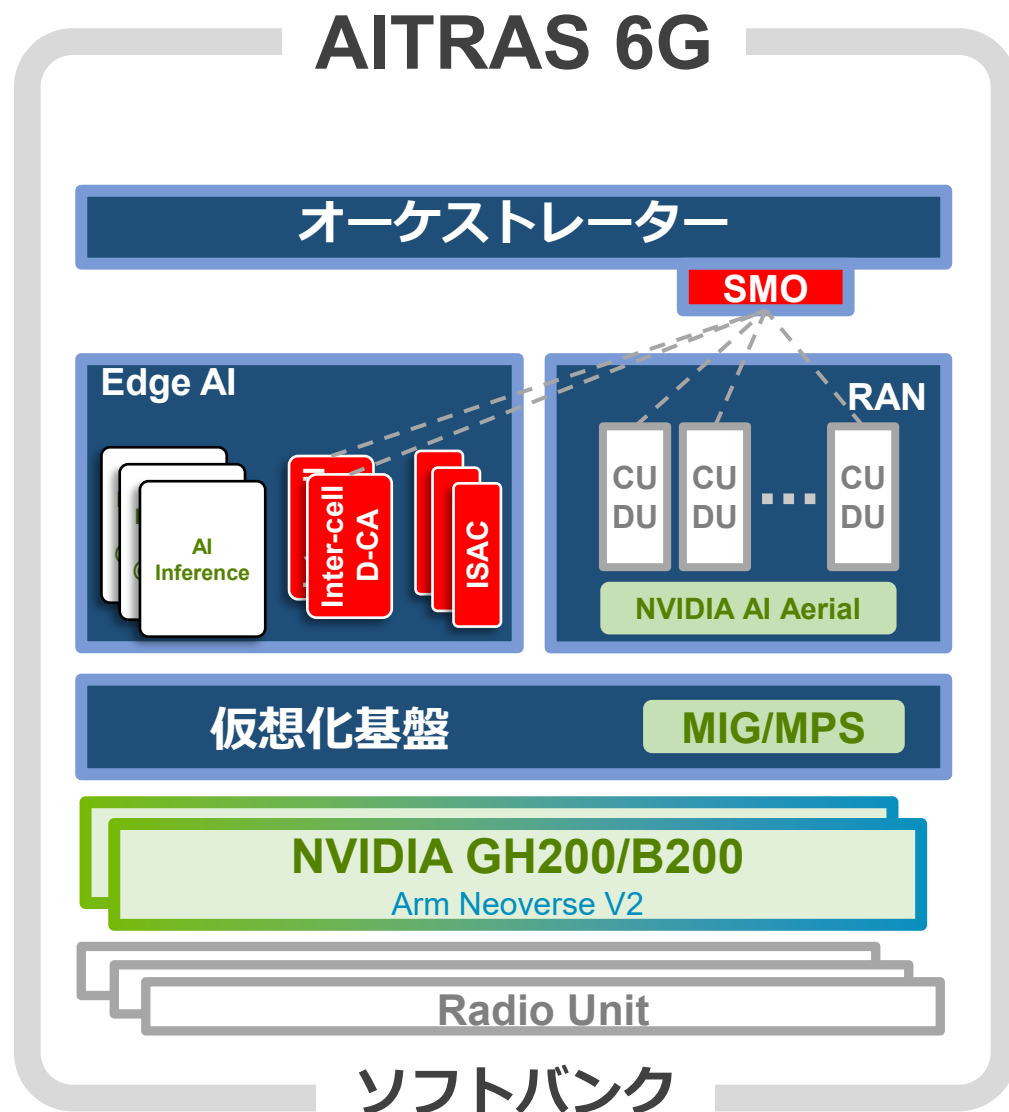 AITRAS 6G
オーケストレーター
SMO
Edge AI
RAN
AI
Inference
Inter-cell
D-CA
ISAC
CU
DU
CU
DU
...
CU
DU
NVIDIA AI Aerial
仮想化基盤
MIG/MPS
NVIDIA GH200/B200
Arm Neoverse V2
Radio Unit
ソフトバンク